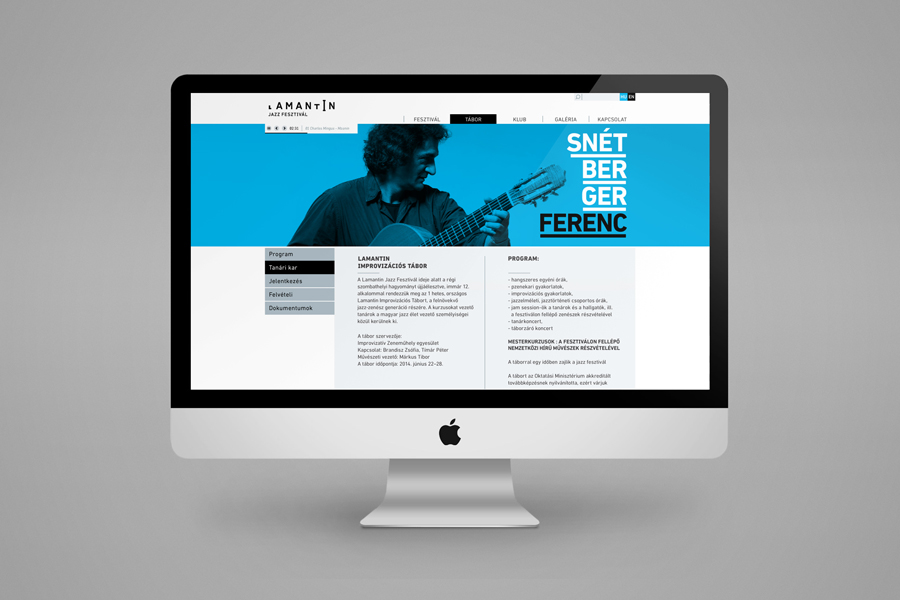 LAMANTIN
JAZZ FESZTIVÁL
HU EN
FESZTIVÁL TÁBOR KLUB GALÉRIA KAPCSOLAT
SNÉT
BER
GER
FERENC
Program
Tanári kar
Jelentkezés
Felvételi
Dokumentumok
LAMANTIN
IMPROVIZÁCIÓS TÁBOR
A Lamantin Jazz Fesztivál ideje alatt a régi
szombathelyi hagyományt újjáélesztve, immár 12.
alkalommal rendezzük meg az 1 hetes, országos
Lamantin Improvizációs Tábort, a felnövekvő
jazz-zenész generáció részére. A kurzusokat vezető
tanárok a magyar jazz élet vezető személyiségei
közül kerülnek ki.
A tábor szervezője:
Improvizatív Zeneműhely egyesület
Kapcsolat: Brandisz Zsófia, Timár Péter
Művészeti vezető: Márkus Tibor
A tábor időpontja: 2014. június 22–28.
PROGRAM:
- hangszeres egyéni órák,
- zenekari gyakorlatok,
- improvizációs gyakorlatok,
- jazzelméleti, jazztörténeti csoportos órák,
- jam session-ök a tanárok és a hallgatók, ill.
a fesztiválon fellépő zenészek részvételével
- tanárkoncert,
- táborzáró koncert
MESTERKURZUSOK : A FESZTIVÁLON FELLÉPŐ
NEMZETKÖZI HÍRŰ MŰVÉSZEK RÉSZVÉTELÉVEL
A táborral egy időben zajlik a jazz fesztivál
A tábort az Oktatási Minisztérium akkreditált
továbbképzésnek nyilvánította, ezért várjuk